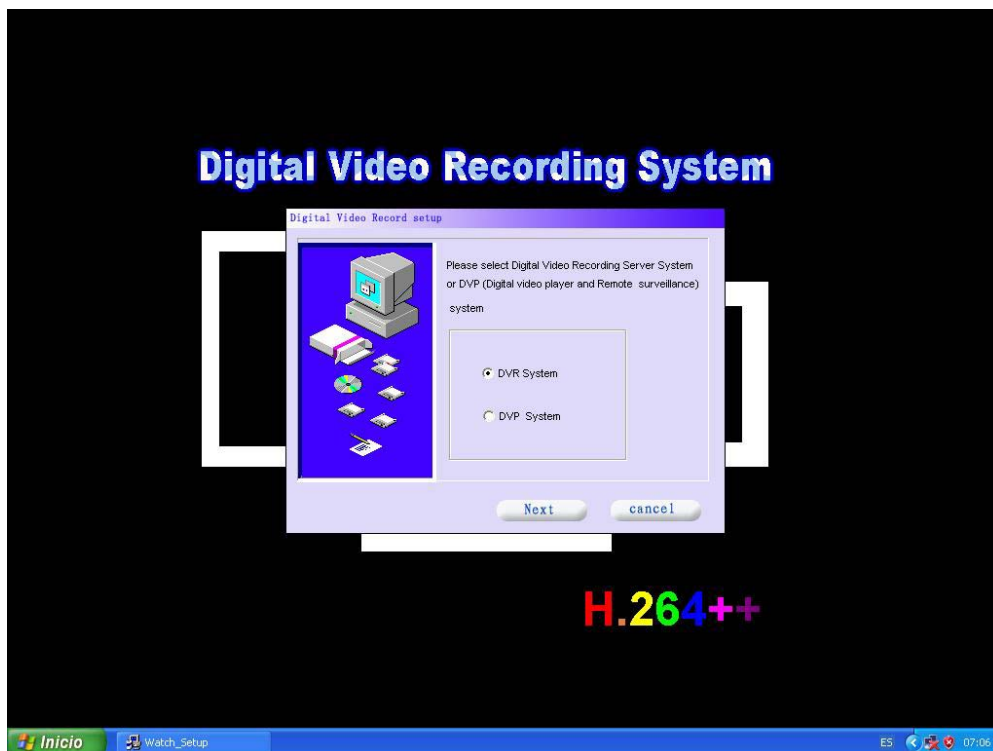 Digital Video Recording System
Digital Video Record setup
Please select Digital Video Recording Server System
or DVP (Digital video player and Remote surveillance)
system
DVR System
DVP System
Next
cancel
H.264++
Inicio
Watch_Setup
ES
07:06